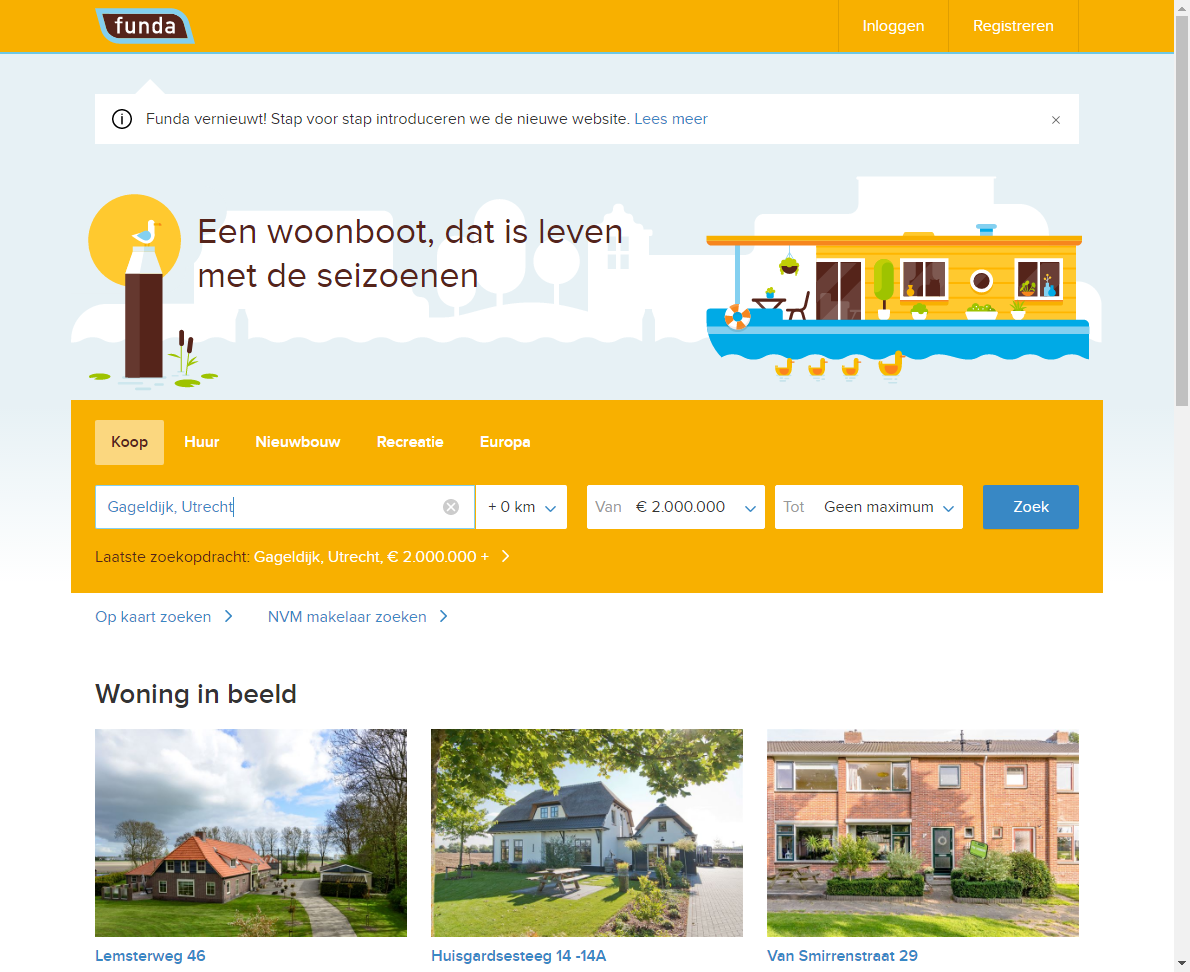 funda
Inloggen
Registreren
Funda vernieuwt! Stap voor stap introduceren we de nieuwe website. Lees meer
Een woonboot, dat is leven
met de seizoenen
Koop Huur Nieuwbouw Recreatie Europa
Gageldijk, Utrecht + 0 km Van € 2.000.000 Tot Geen maximum Zoek
Laatste zoekopdracht: Gageldijk, Utrecht, € 2.000.000 +
Op kaart zoeken NVM makelaar zoeken
Woning in beeld
Lemsterweg 46 Huisgardsesteeg 14 -14A Van Smirrenstraat 29